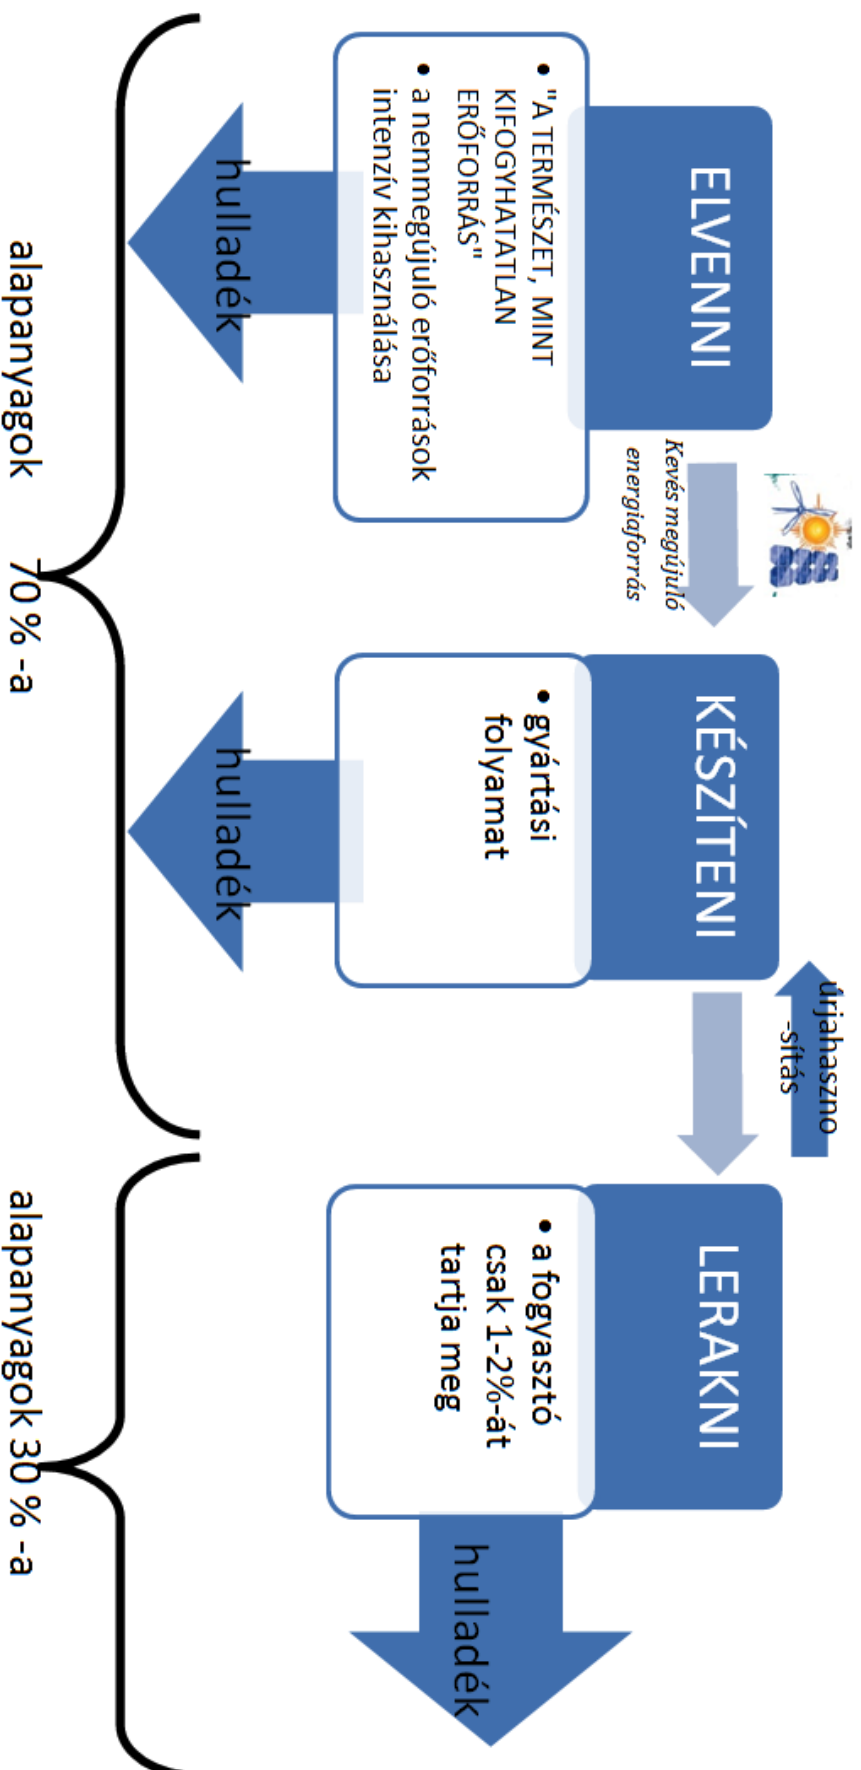 ELVENNI
• "A TERMÉSZET, MINT
KIFOGYHATATLAN
ERŐFORRÁS"
• a nemmegújuló erőforrások
intenzív kihasználása
hulladék
Kevés megújuló
energiaforrás
KÉSZÍTENI
• gyártási
folyamat
hulladék
úrjahaszno
-sítás
LERAKNI
• a fogyasztó
csak 1-2%-át
tartja meg
hulladék
alapanyagok 70 % -a
alapanyagok 30 % -a